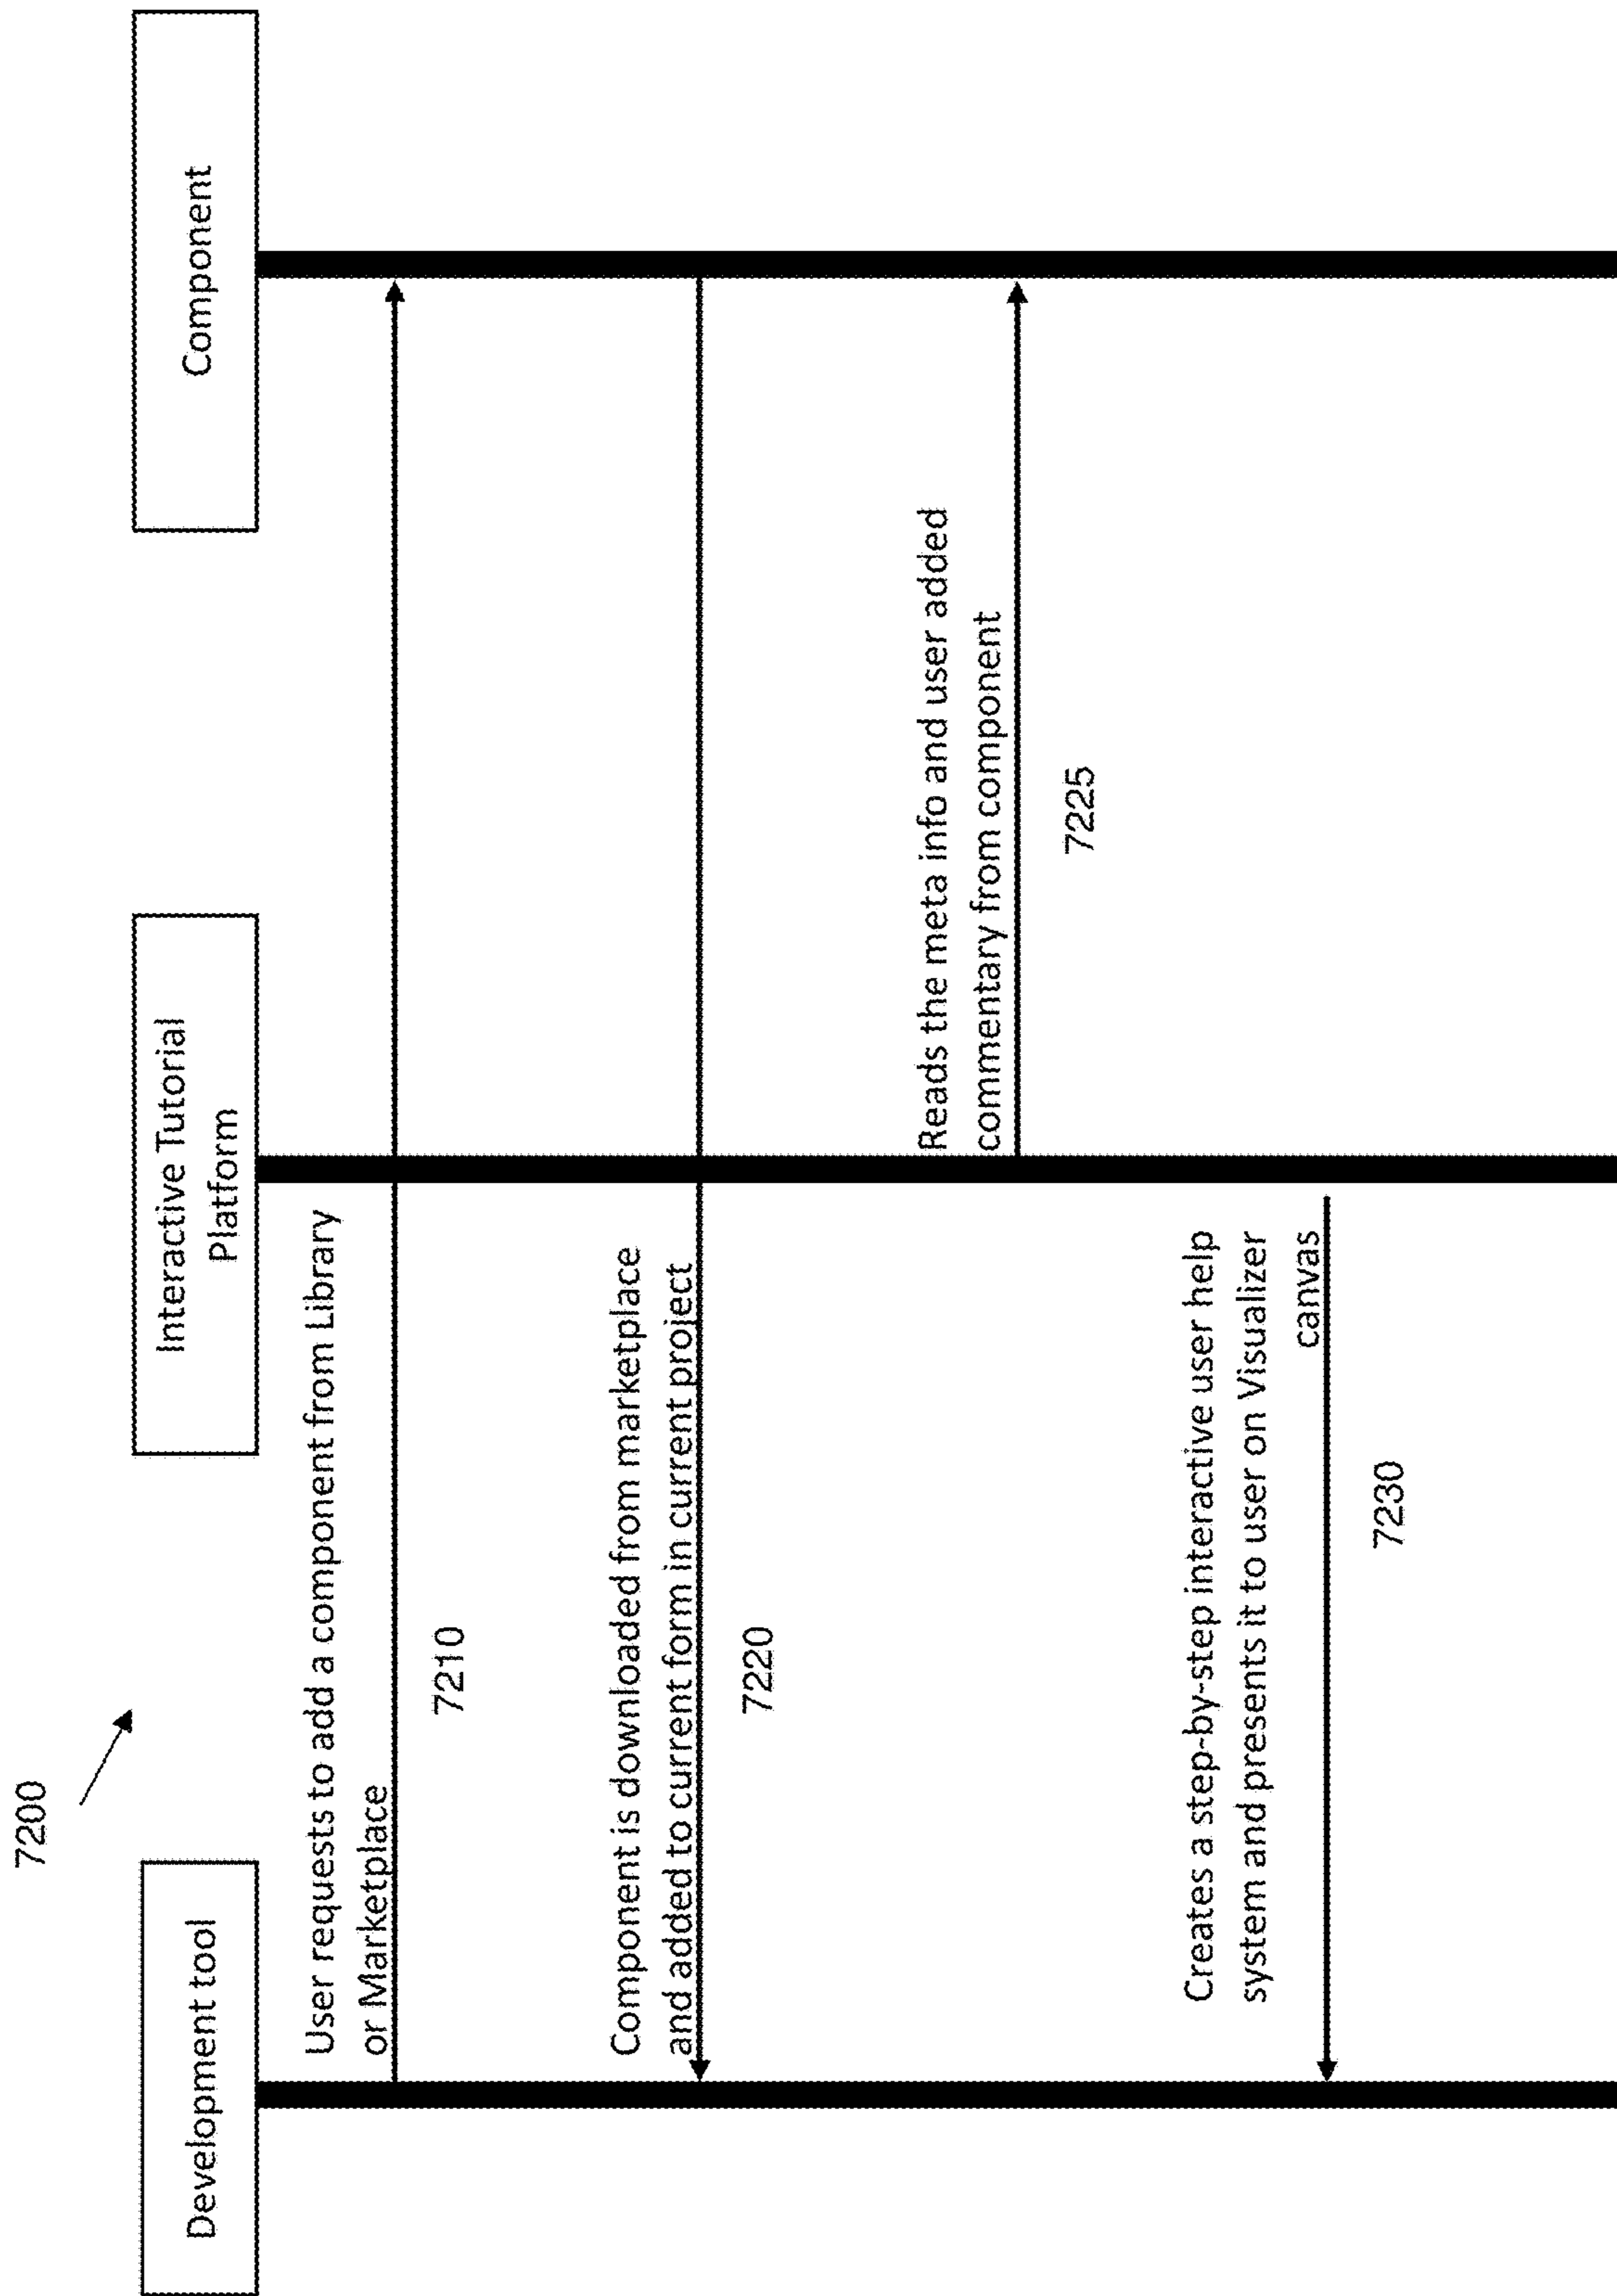 7200
Development tool
Interactive Tutorial
Platform
Component
User requests to add a component from Library
or Marketplace
7210
Component is downloaded from marketplace
and added to current form in current project
7220
Reads the meta info and user added
commentary from component
7225
Creates a step-by-step interactive user help
system and presents it to user on Visualizer
canvas
7230